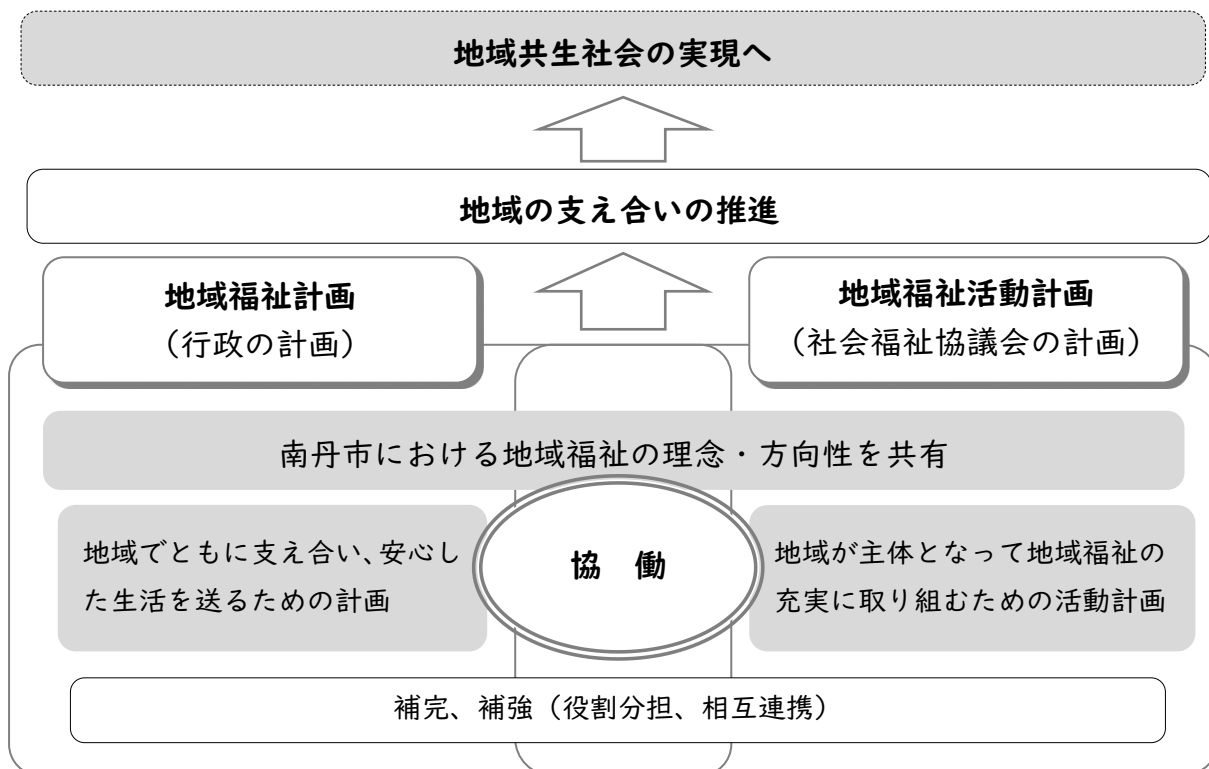 地域共生社会の実現へ
地域の支え合いの推進
地域福祉計画
（行政の計画）
地域福祉活動計画
（社会福祉協議会の計画）
南丹市における地域福祉の理念・方向性を共有
地域でともに支え合い、安心し
た生活を送るための計画
協　働
地域が主体となって地域福祉の
充実に取り組むための活動計画
補完、補強（役割分担、相互連携）